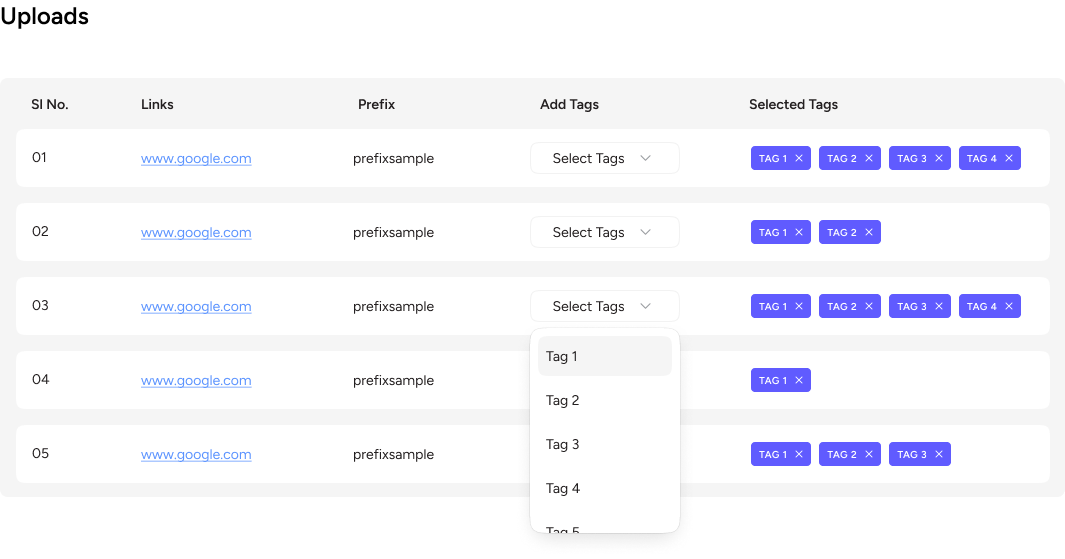 Uploads
Sl No. Links Prefix Add Tags Selected Tags
01 www.google.com prefixsample Select Tags TAG 1 TAG 2 TAG 3 TAG 4
02 www.google.com prefixsample Select Tags TAG 1 TAG 2
03 www.google.com prefixsample Select Tags TAG 1 TAG 2 TAG 3 TAG 4
Tag 1
04 www.google.com prefixsample TAG 1
Tag 2
Tag 3
05 www.google.com prefixsample TAG 1 TAG 2 TAG 3
Tag 4
Tag 5